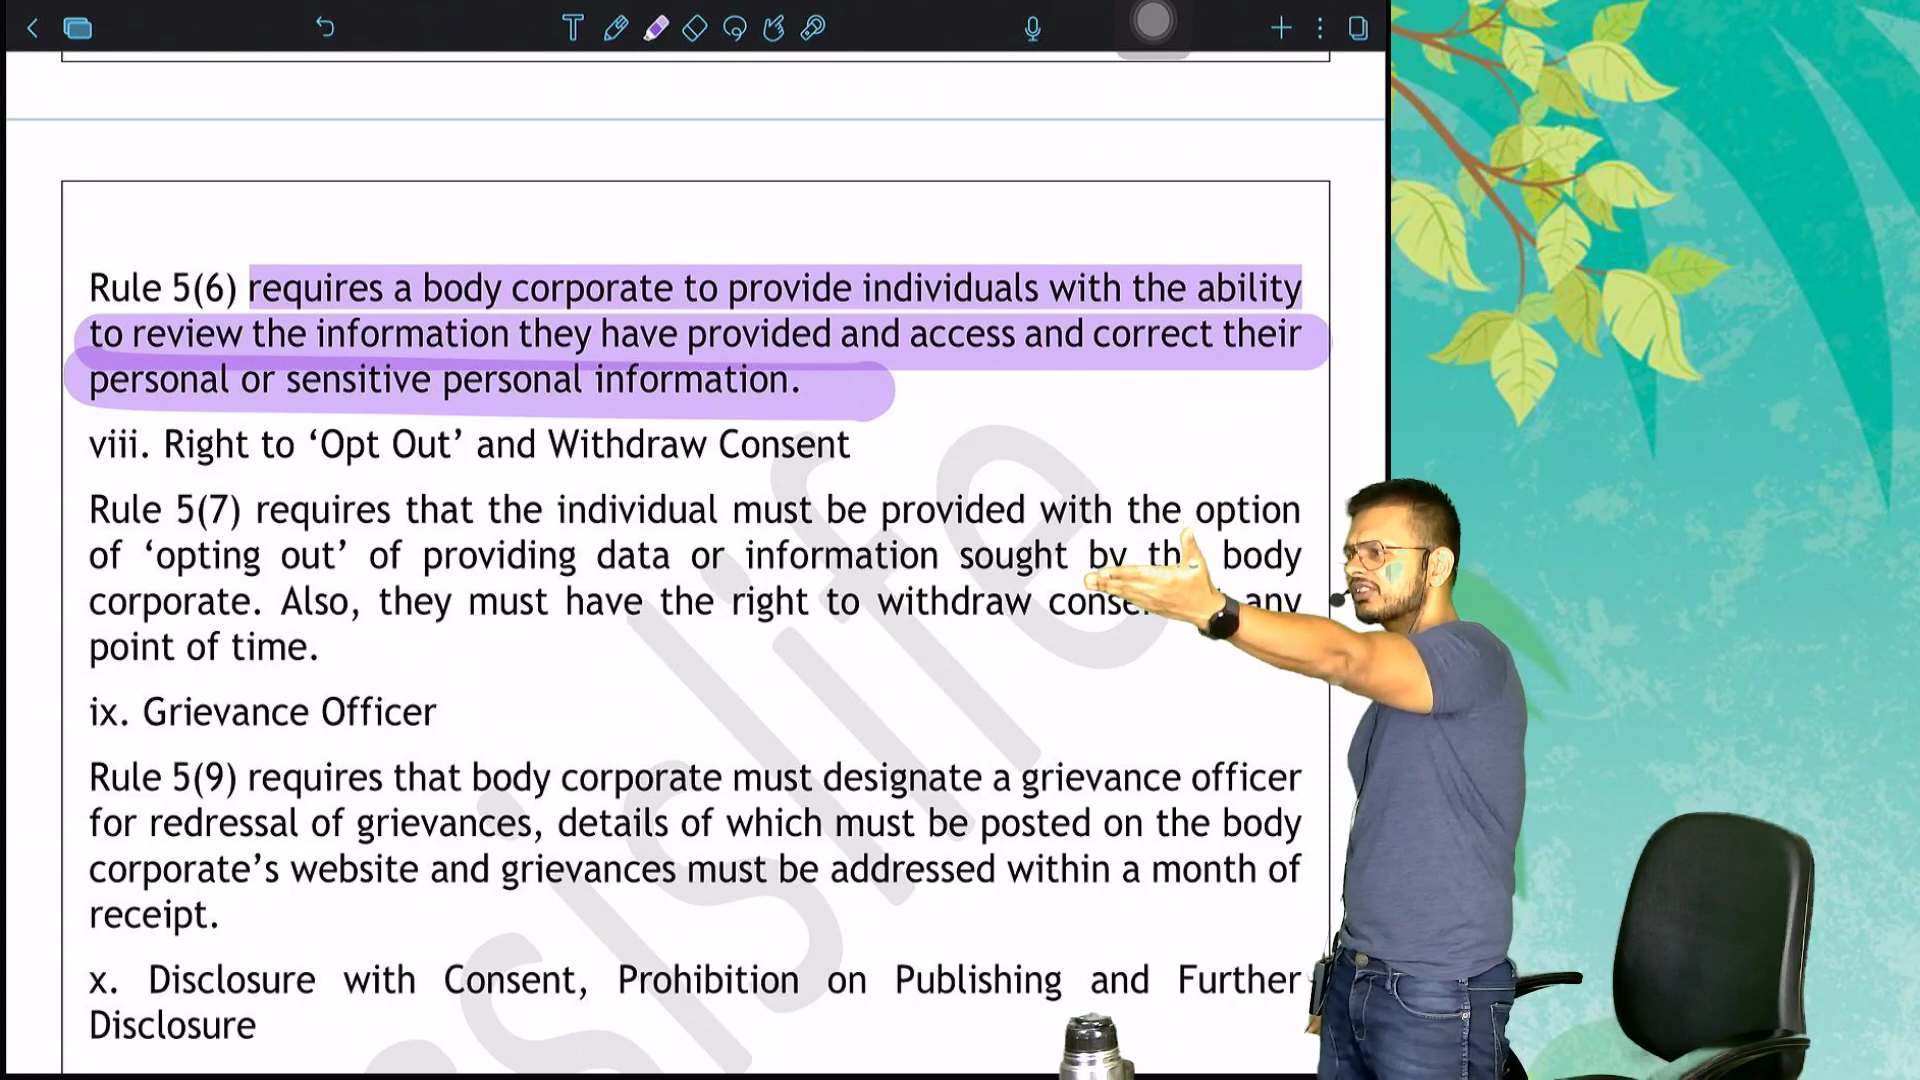 Rule 5(6) requires a body corporate to provide individuals with the ability
to review the information they have provided and access and correct their
personal or sensitive personal information.
viii. Right to ‘Opt Out’ and Withdraw Consent
Rule 5(7) requires that the individual must be provided with the option
of ‘opting out’ of providing data or information sought by the body
corporate. Also, they must have the right to withdraw any
point of time.
ix. Grievance Officer
Rule 5(9) requires that body corporate must designate a grievance officer
for redressal of grievances, details of which must be posted on the body
corporate’s website and grievances must be addressed within a month of
receipt.
x. Disclosure with Consent, Prohibition on Publishing and Further
Disclosure